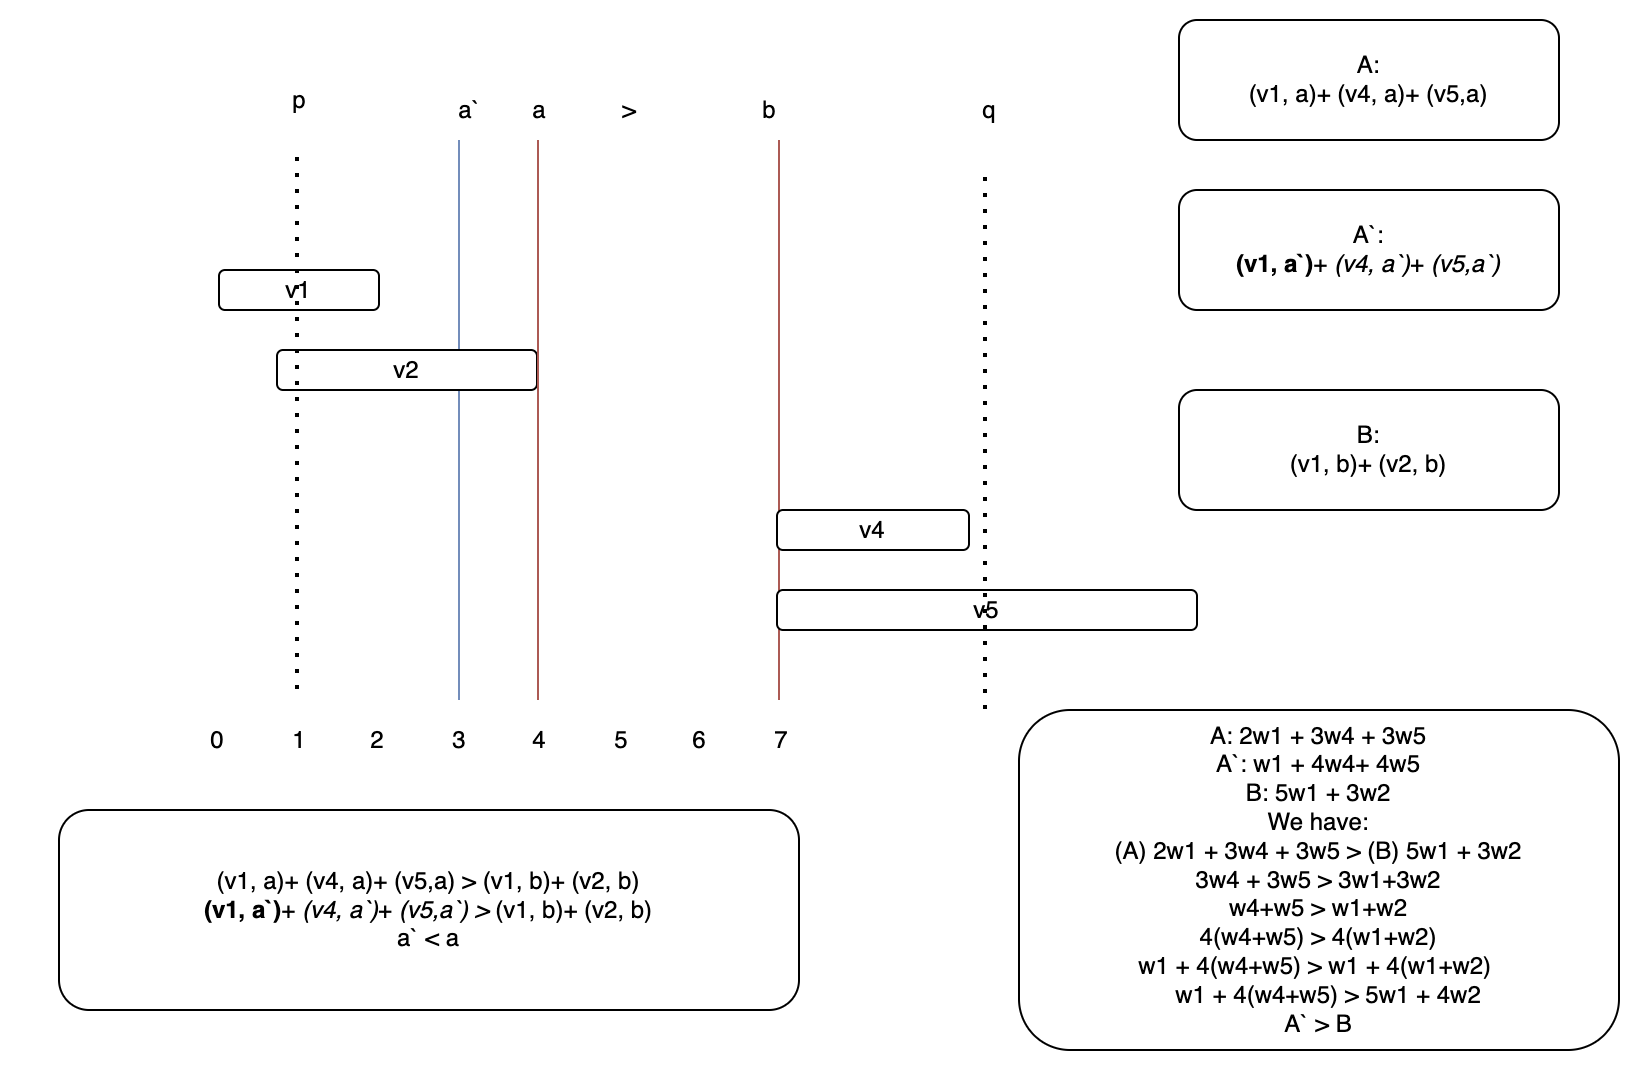 p
a`
a
>
b
q
A:
(v1, a)+ (v4, a)+ (v5,a)
A`:
(v1, a`)+ (v4, a`)+ (v5,a`)
v1
v2
B:
(v1, b)+ (v2, b)
v4
v5
0 1 2 3 4 5 6 7
(v1, a)+ (v4, a)+ (v5,a) > (v1, b)+ (v2, b)
(v1, a`)+ (v4, a`)+ (v5,a`) > (v1, b)+ (v2, b)
a` < a
A: 2w1 + 3w4 + 3w5
A`: w1 + 4w4+ 4w5
B: 5w1 + 3w2
We have:
(A) 2w1 + 3w4 + 3w5 > (B) 5w1 + 3w2
3w4 + 3w5 > 3w1+3w2
w4+w5 > w1+w2
4(w4+w5) > 4(w1+w2)
w1 + 4(w4+w5) > w1 + 4(w1+w2)
w1 + 4(w4+w5) > 5w1 + 4w2
A` > B